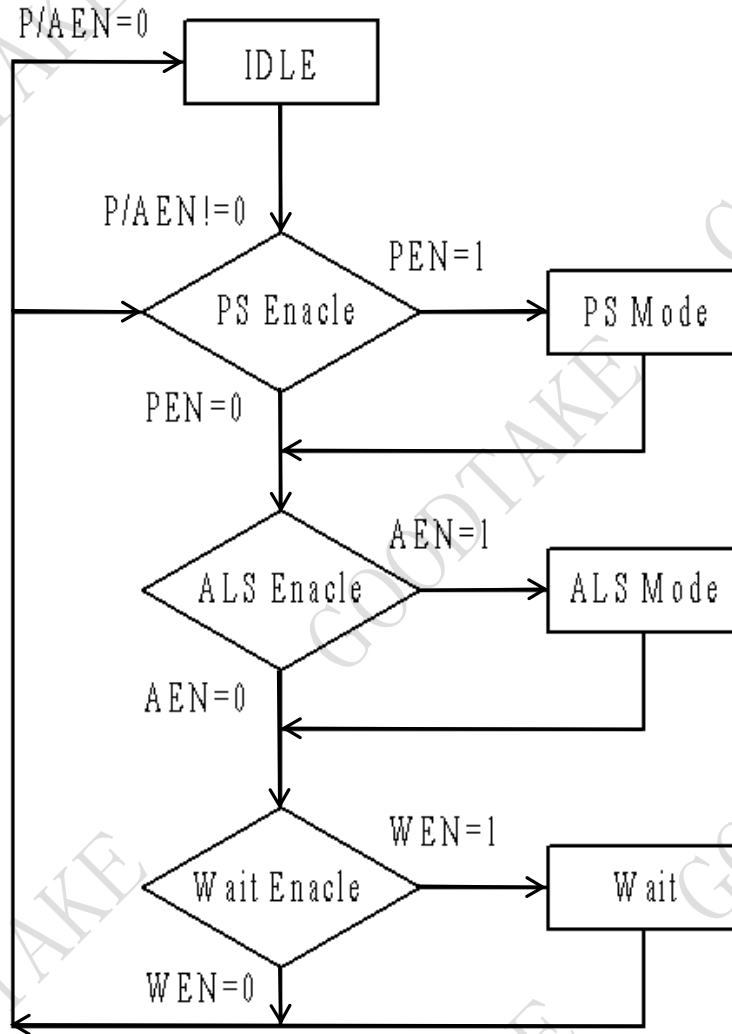 P/AEN=0
IDLE
P/AEN!=0
PEN=1
PS Enacle
PS Mode
PEN=0
AEN=1
ALS Enacle
ALS Mode
AEN=0
WEN=1
Wait Enacle
Wait
WEN=0
GOODTAKE